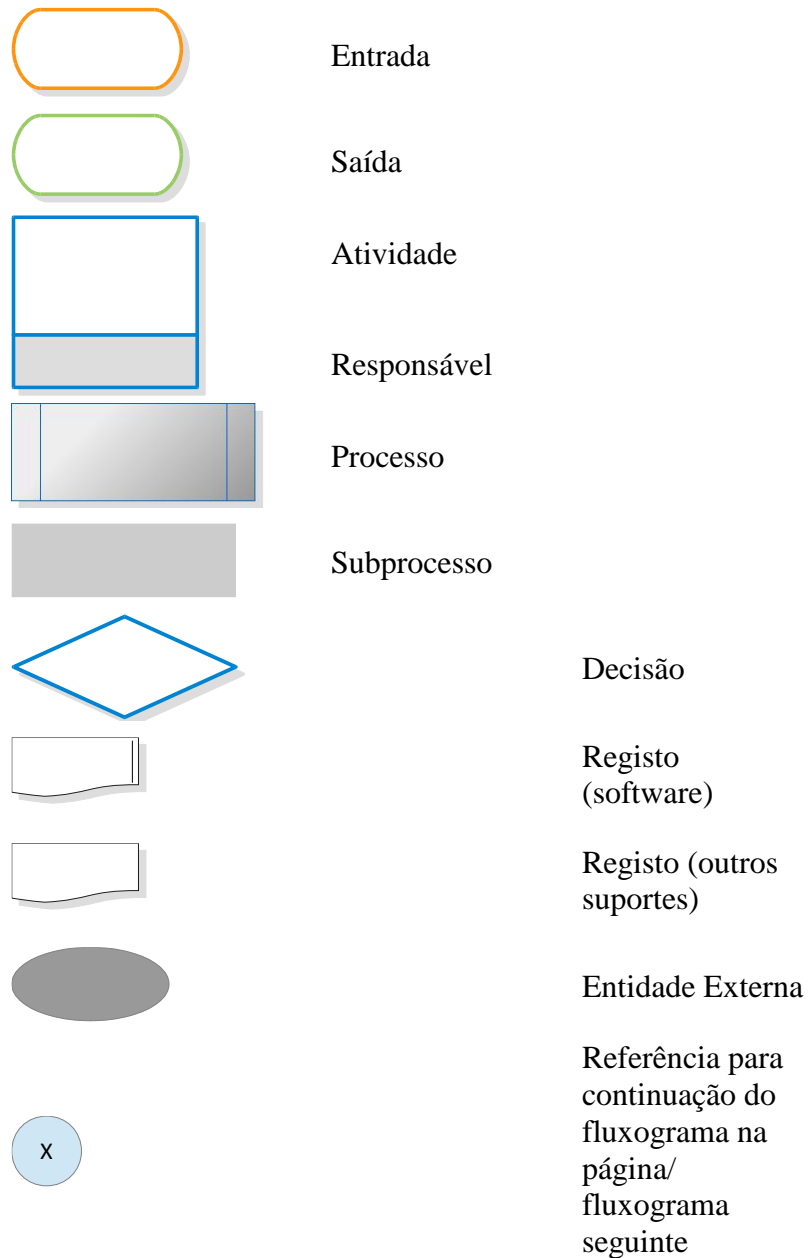 Entrada
Saída
Atividade
Responsável
Processo
Subprocesso
Decisão
Registo
(software)
Registo (outros
suportes)
Entidade Externa
X
Referência para
continuação do
fluxograma na
página/
fluxograma
seguinte